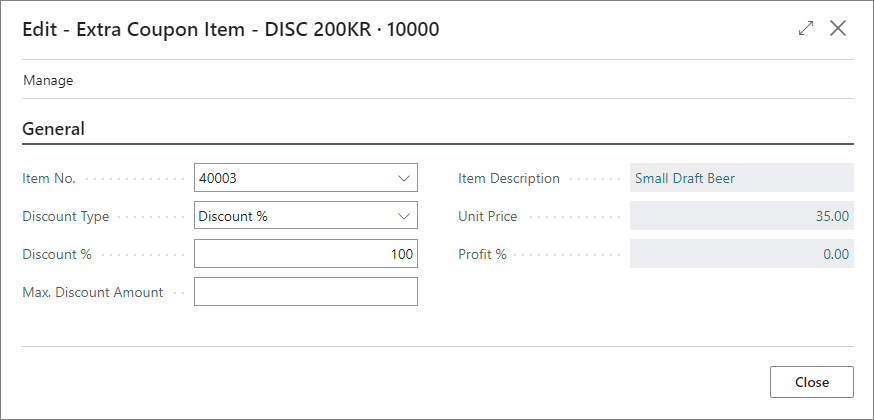 Edit - Extra Coupon Item - DISC 200KR · 10000
Manage
General
Item No. 40003
Item Description Small Draft Beer
Discount Type Discount %
Unit Price 35.00
Discount % 100
Profit % 0.00
Max. Discount Amount
Close